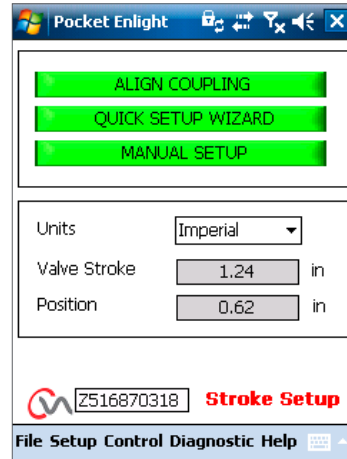 Pocket Enlight
ALIGN COUPLING
QUICK SETUP WIZARD
MANUAL SETUP
Units Imperial
Valve Stroke 1.24 in
Position 0.62 in
Z516870318 Stroke Setup
File Setup Control Diagnostic Help